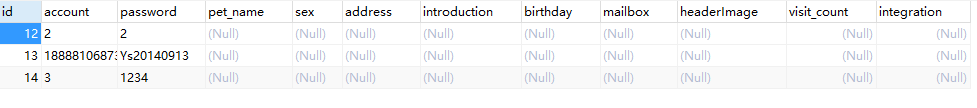 id account password pet_name sex address introduction birthday mailbox headerImage visit_count integration
12 2 2 (Null) (Null) (Null) (Null) (Null) (Null) (Null) (Null) (Null)
13 1888810687 Ys20140913 (Null) (Null) (Null) (Null) (Null) (Null) (Null) (Null) (Null)
14 3 1234 (Null) (Null) (Null) (Null) (Null) (Null) (Null) (Null) (Null)